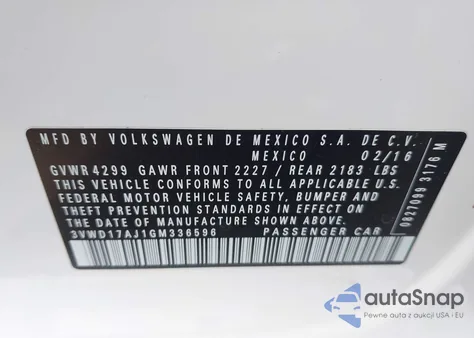 MFD BY VOLKSWAGEN DE MEXICO S.A. DE C.V.
MEXICO 02/16
GVWR 4299 GAWR FRONT 2227 / REAR 2183 LBS
THIS VEHICLE CONFORMS TO ALL APPLICABLE U.S.
FEDERAL MOTOR VEHICLE SAFETY, BUMPER AND
THEFT PREVENTION STANDARDS IN EFFECT ON
THE DATE OF MANUFACTURE SHOWN ABOVE.
3VWD17AJ1GM336596 PASSENGER CAR
0027099 3176 M
autoSnap
Pewne auta z aukcji USA i EU